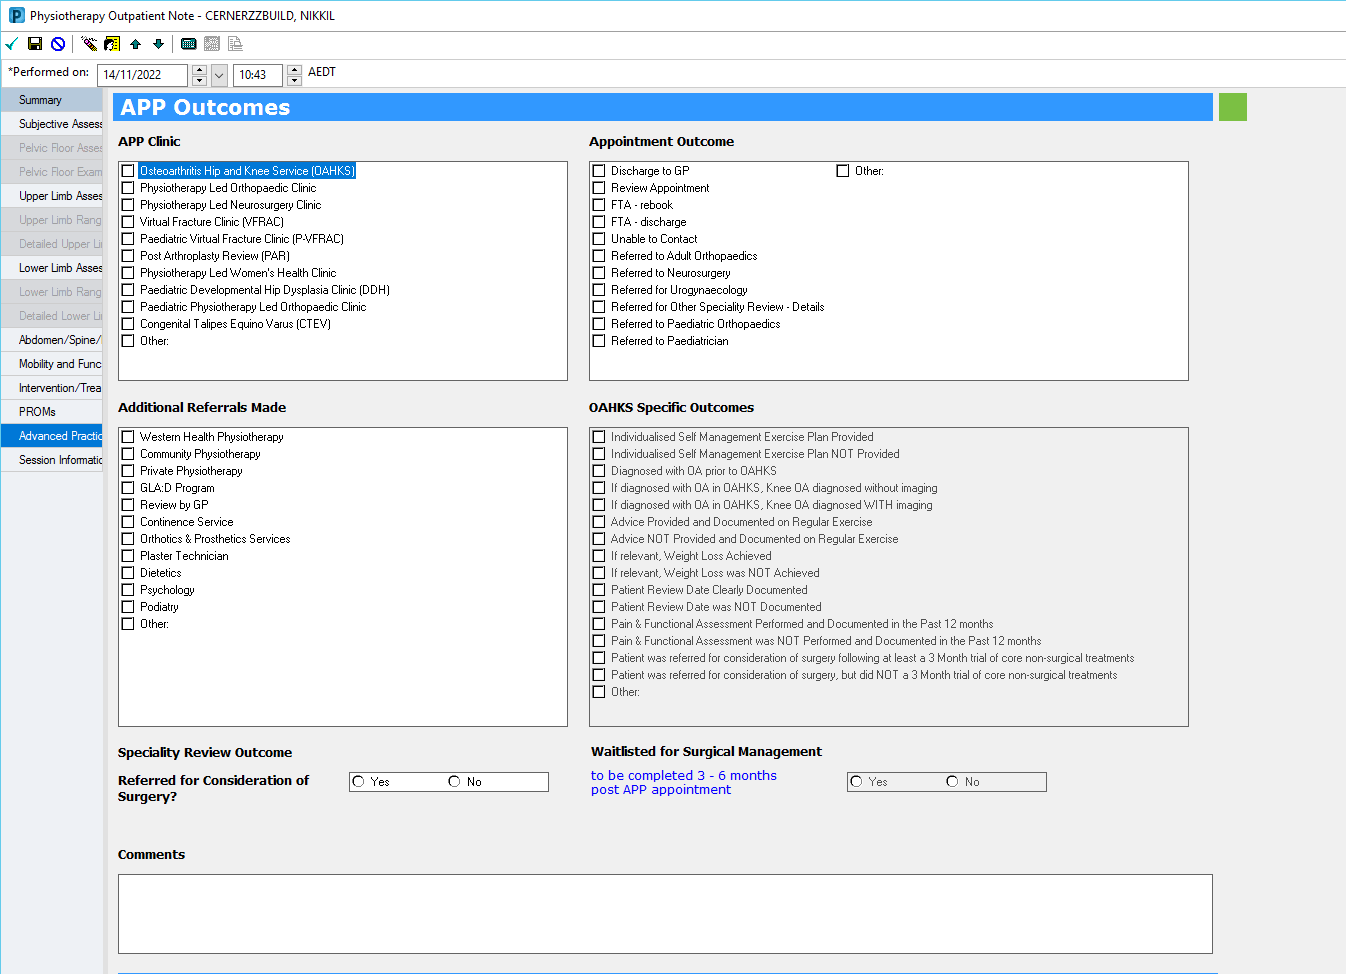 Physiotherapy Outpatient Note - CERNERZZBUILD, NIKKIL
*Performed on: 14/11/2022 10:43 AEDT
Summary
Subjective Assess
Pelvic Floor Asses
Pelvic Floor Exam
Upper Limb Asses
Upper Limb Rang
Detailed Upper Li
Lower Limb Asses
Lower Limb Rang
Detailed Lower Li
Abdomen/Spine/
Mobility and Func
Intervention/Trea
PROMs
Advanced Practic
Session Informatic
APP Outcomes
APP Clinic
Osteoarthritis Hip and Knee Service (OAHKS)
Physiotherapy Led Orthopaedic Clinic
Physiotherapy Led Neurosurgery Clinic
Virtual Fracture Clinic (VFRAC)
Paediatric Virtual Fracture Clinic (P-VFRAC)
Post Arthroplasty Review (PAR)
Physiotherapy Led Women's Health Clinic
Paediatric Developmental Hip Dysplasia Clinic (DDH)
Paediatric Physiotherapy Led Orthopaedic Clinic
Congenital Talipes Equino Varus (CTEV)
Other:
Appointment Outcome
Discharge to GP
Review Appointment
FTA - rebook
FTA - discharge
Unable to Contact
Referred to Adult Orthopaedics
Referred to Neurosurgery
Referred for Urogynaecology
Referred for Other Speciality Review - Details
Referred to Paediatric Orthopaedics
Referred to Paediatrician
Other:
Additional Referrals Made
Western Health Physiotherapy
Community Physiotherapy
Private Physiotherapy
GLA:D Program
Review by GP
Continence Service
Orthotics & Prosthetics Services
Plaster Technician
Dietetics
Psychology
Podiatry
Other:
OAHKS Specific Outcomes
Individualised Self Management Exercise Plan Provided
Individualised Self Management Exercise Plan NOT Provided
Diagnosed with OA prior to OAHKS
If diagnosed with OA in OAHKS, Knee OA diagnosed without imaging
If diagnosed with OA in OAHKS, Knee OA diagnosed WITH imaging
Advice Provided and Documented on Regular Exercise
Advice NOT Provided and Documented on Regular Exercise
If relevant, Weight Loss Achieved
If relevant, Weight Loss was NOT Achieved
Patient Review Date Clearly Documented
Patient Review Date was NOT Documented
Pain & Functional Assessment Performed and Documented in the Past 12 months
Pain & Functional Assessment was NOT Performed and Documented in the Past 12 months
Patient was referred for consideration of surgery following at least a 3 Month trial of core non-surgical treatments
Patient was referred for consideration of surgery, but did NOT a 3 Month trial of core non-surgical treatments
Other:
Speciality Review Outcome
Referred for Consideration of
Surgery?
Yes No
Waitlisted for Surgical Management
to be completed 3 - 6 months
post APP appointment
Yes No
Comments